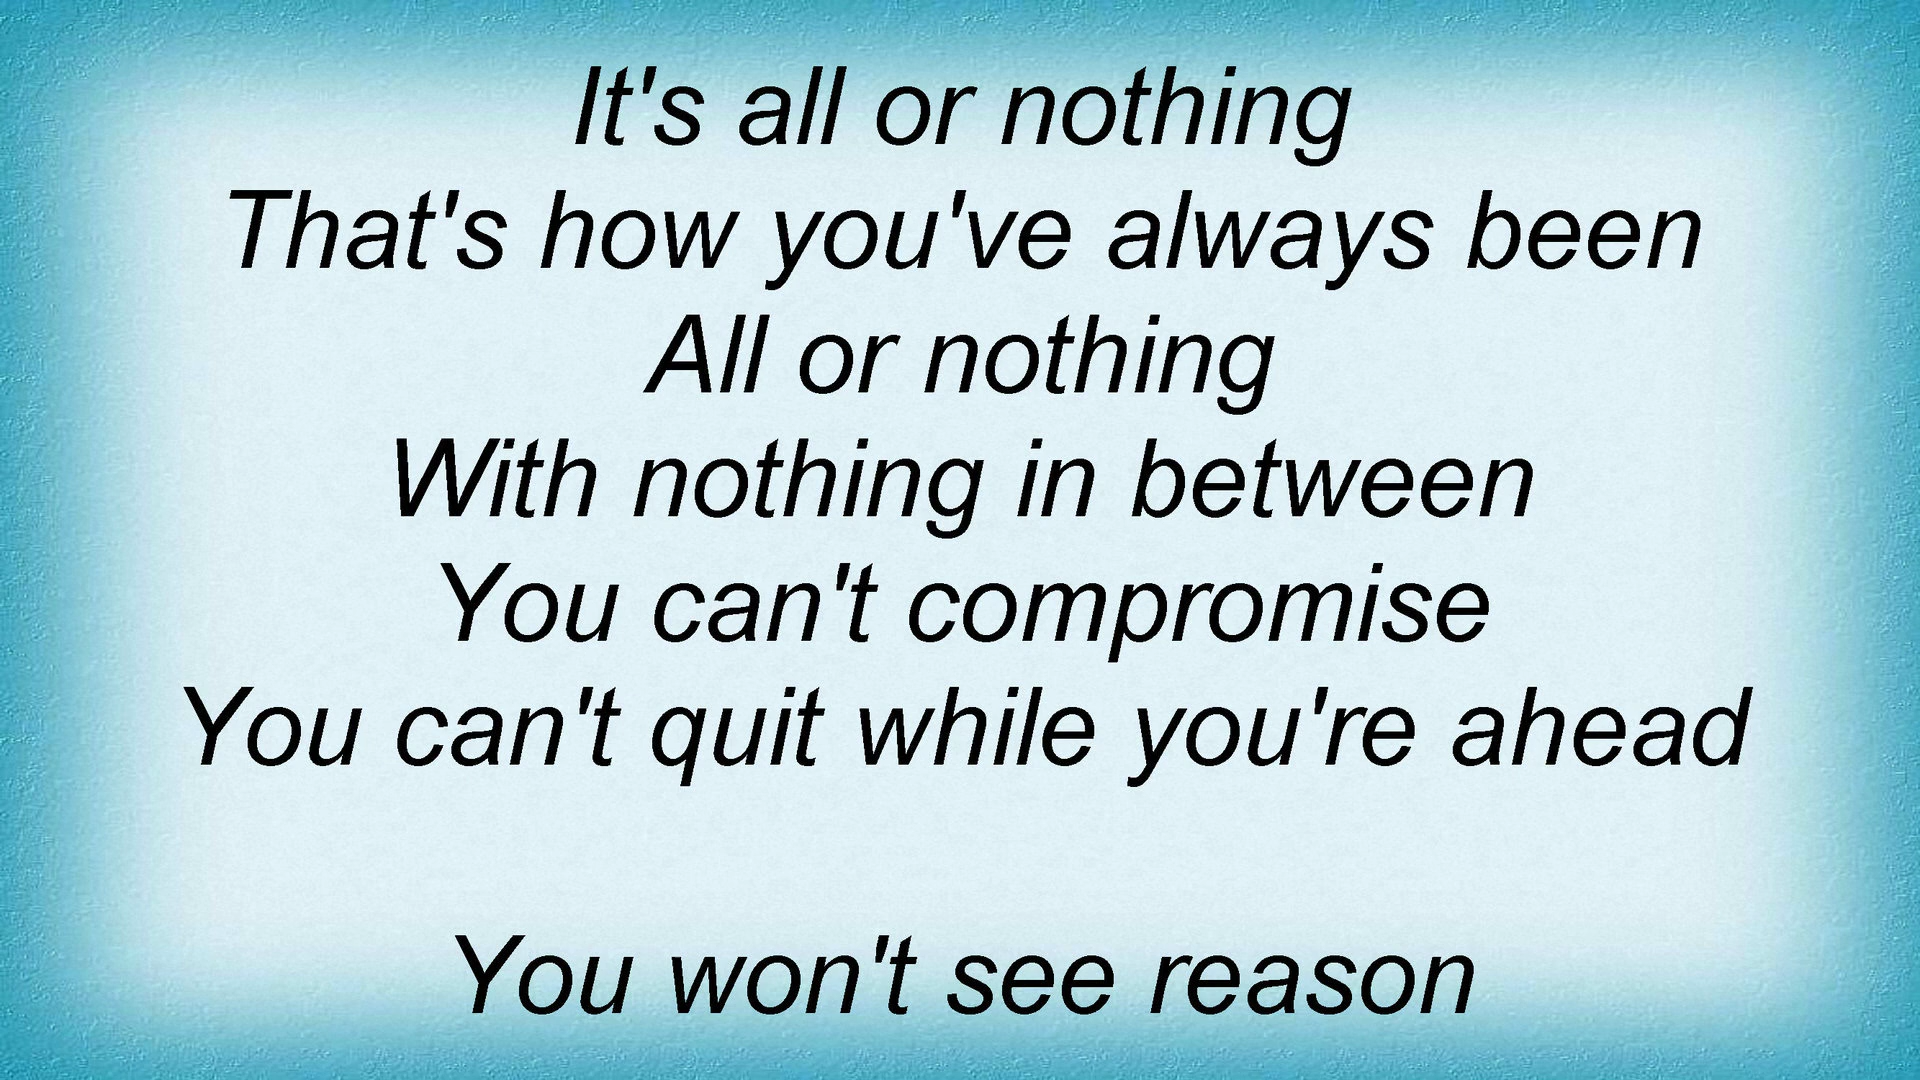 It's all or nothing
That's how you've always been
All or nothing
With nothing in between
You can't compromise
You can't quit while you're ahead
You won't see reason